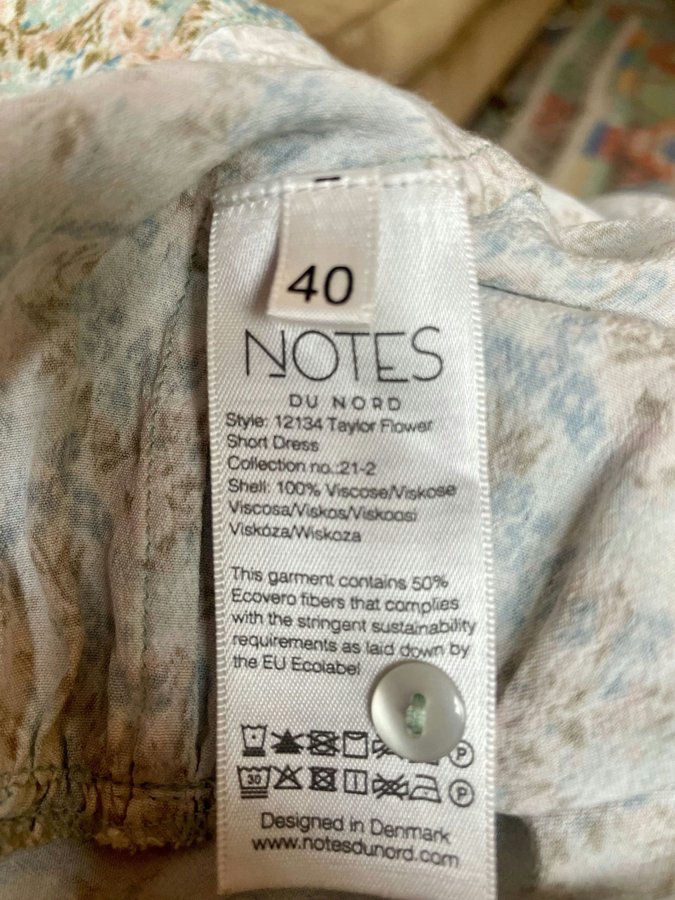 40
NOTES
DU NORD
Style: 12134 Taylor Flower
Short Dress
Collection no.:21-2
Shell: 100% Viscose/Viskose
Viscosa/Viskos/Viskoosi
Viskóza/Wiskoza
This garment contains 50%
Ecovero fibers that complies
with the stringent sustainability
requirements as laid down by
the EU Ecolabel
P
30 P
Designed in Denmark
www.notesdunord.com